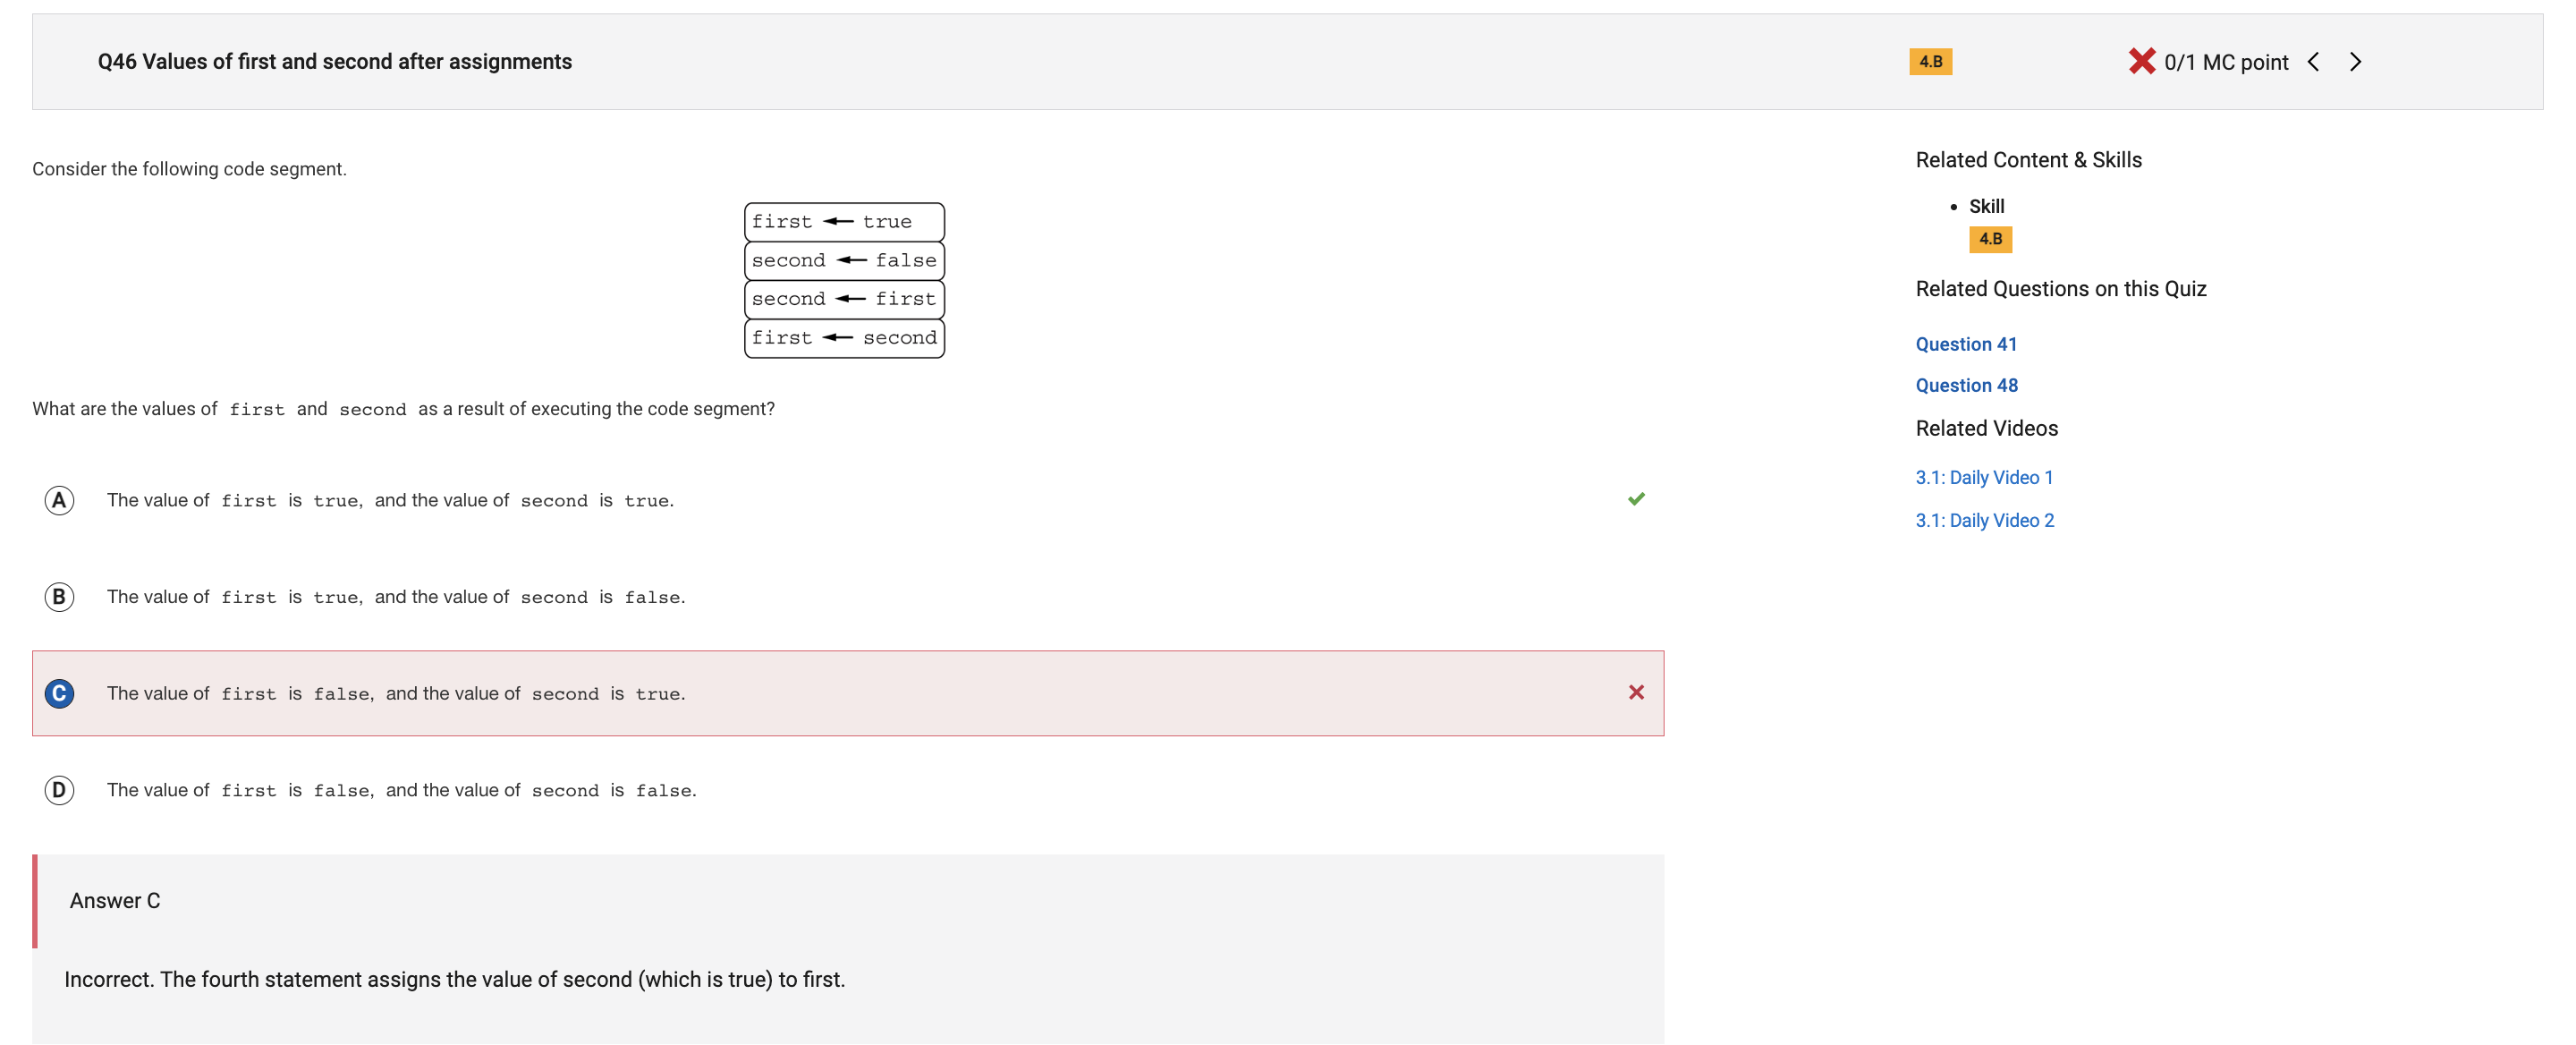 Q46 Values of first and second after assignments
4.B
0/1 MC point
Consider the following code segment.
first ← true
second ← false
second ← first
first ← second
What are the values of first and second as a result of executing the code segment?
A The value of first is true, and the value of second is true.
B The value of first is true, and the value of second is false.
C The value of first is false, and the value of second is true.
D The value of first is false, and the value of second is false.
Answer C
Incorrect. The fourth statement assigns the value of second (which is true) to first.
Related Content & Skills
• Skill
4.B
Related Questions on this Quiz
Question 41
Question 48
Related Videos
3.1: Daily Video 1
3.1: Daily Video 2